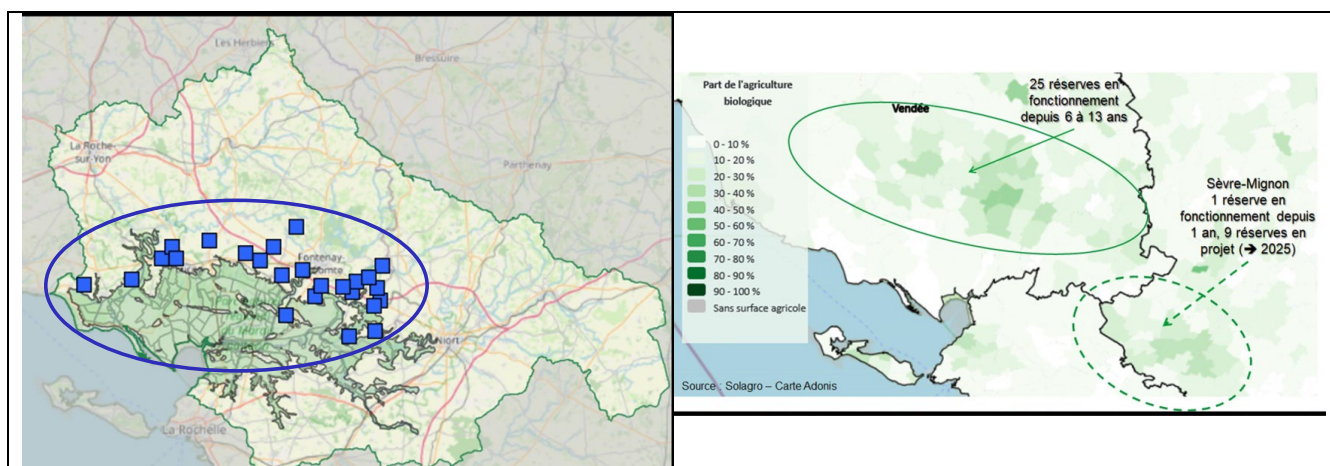 Les Herbiers
Bressuire
La Roche-
sur-Yon
Parthenay
Fontenay-
Niort
La Rochelle
Part de l'agriculture
biologique
0 - 10 %
10 - 20 %
20 - 30 %
30 - 40 %
40 - 50 %
50 - 60 %
60 - 70 %
70 - 80 %
80 - 90 %
90 - 100 %
Sans surface agricole
Source : Solagro – Carte Adonis
Vendée
25 réserves en
fonctionnement
depuis 6 à 13 ans
Sèvre-Mignon
1 réserve en
fonctionnement depuis
1 an, 9 réserves en
projet (➔ 2025)